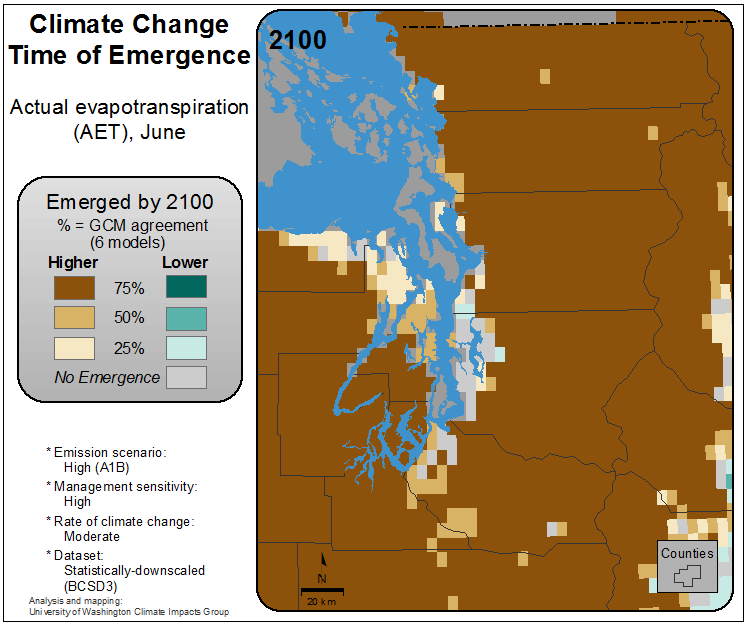 Climate Change
Time of Emergence
Actual evapotranspiration
(AET), June
Emerged by 2100
% = GCM agreement
(6 models)
Higher Lower
75%
50%
25%
No Emergence
* Emission scenario:
High (A1B)
* Management sensitivity:
High
* Rate of climate change:
Moderate
* Dataset:
Statistically-downscaled
(BCSD3)
Analysis and mapping:
University of Washington Climate Impacts Group
2100
N
20 km
Counties